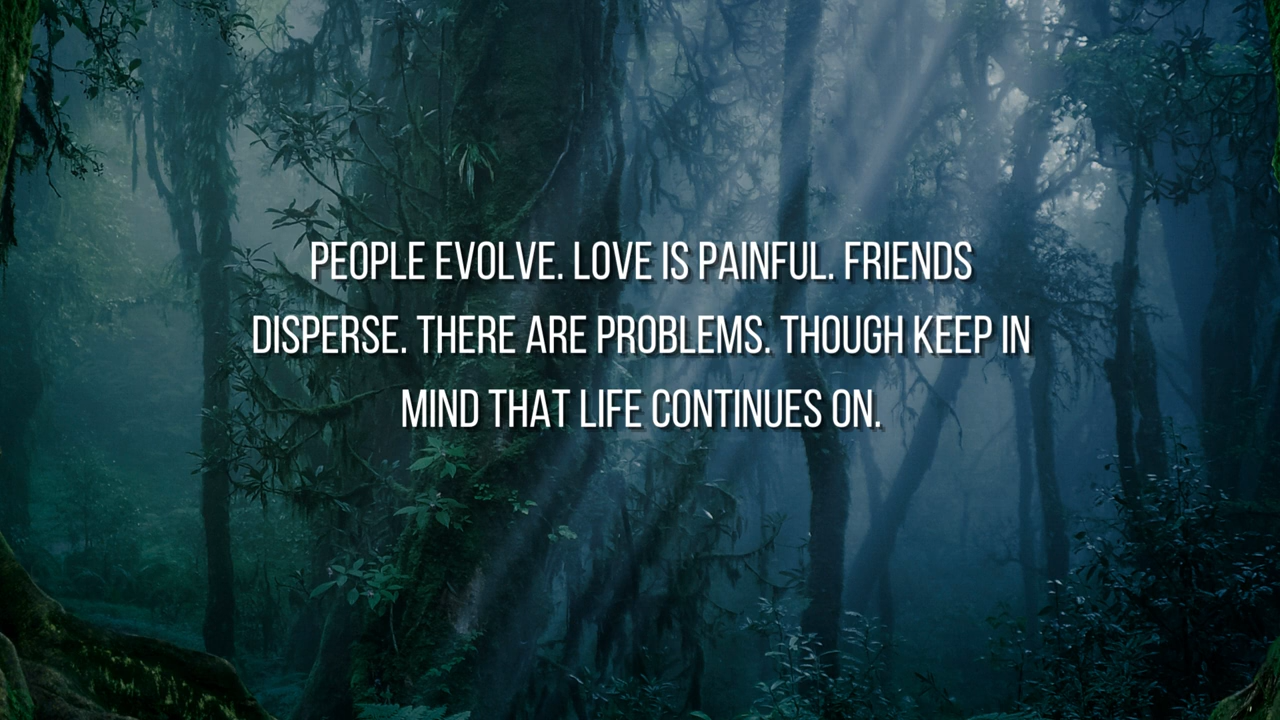 PEOPLE EVOLVE. LOVE IS PAINFUL. FRIENDS
DISPERSE. THERE ARE PROBLEMS. THOUGH KEEP IN
MIND THAT LIFE CONTINUES ON.